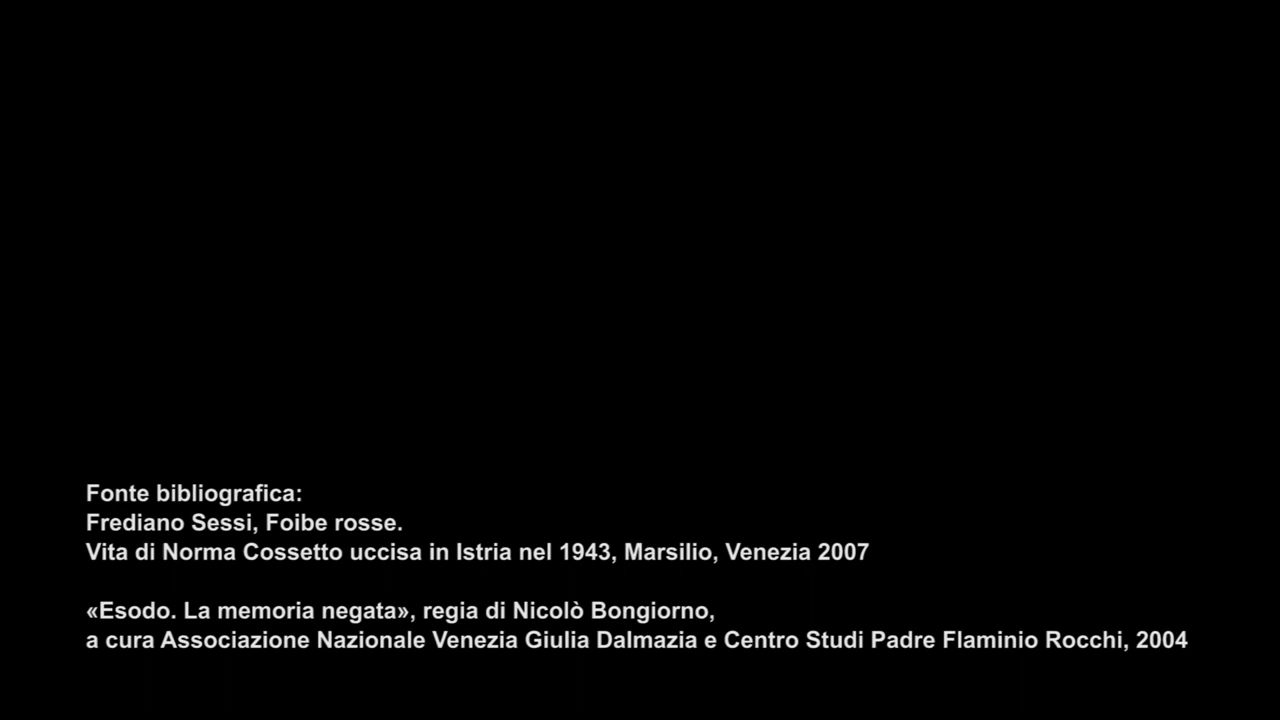 Fonte bibliografica:
Frediano Sessi, Foibe rosse.
Vita di Norma Cossetto uccisa in Istria nel 1943, Marsilio, Venezia 2007
«Esodo. La memoria negata», regia di Nicolò Bongiorno,
a cura Associazione Nazionale Venezia Giulia Dalmazia e Centro Studi Padre Flaminio Rocchi, 2004